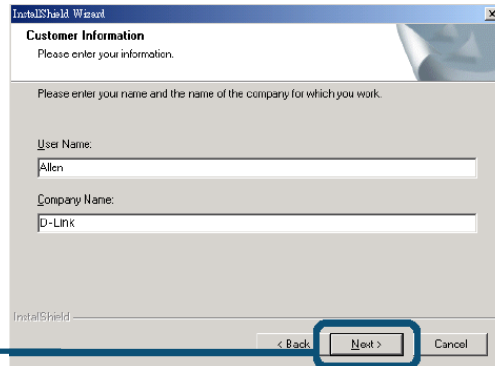 InstallShield Wizard
Customer Information
Please enter your information.
Please enter your name and the name of the company for which you work.
User Name:
Allen
Company Name:
D-Link
InstallShield
< Back
Next >
Cancel